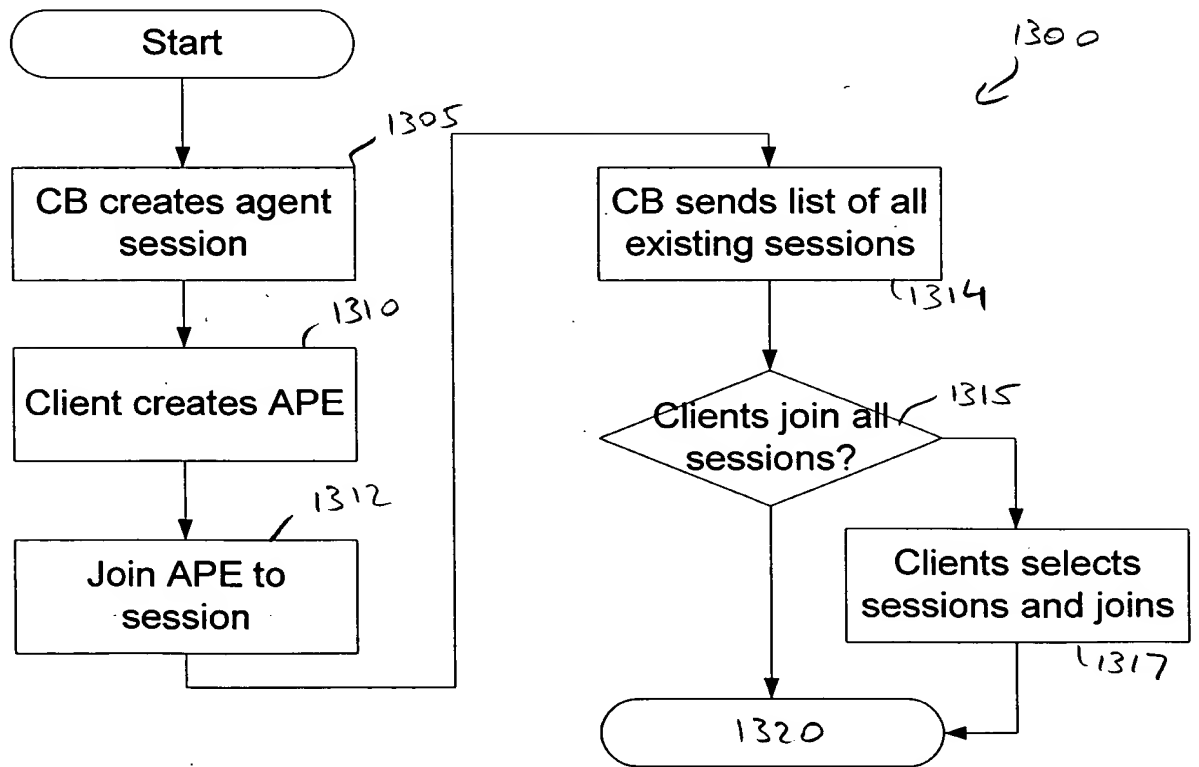 Start
1300
1305
CB creates agent
session
1310
Client creates APE
1312
Join APE to
session
CB sends list of all
existing sessions
1314
1315
Clients join all
sessions?
Clients selects
sessions and joins
1317
1320